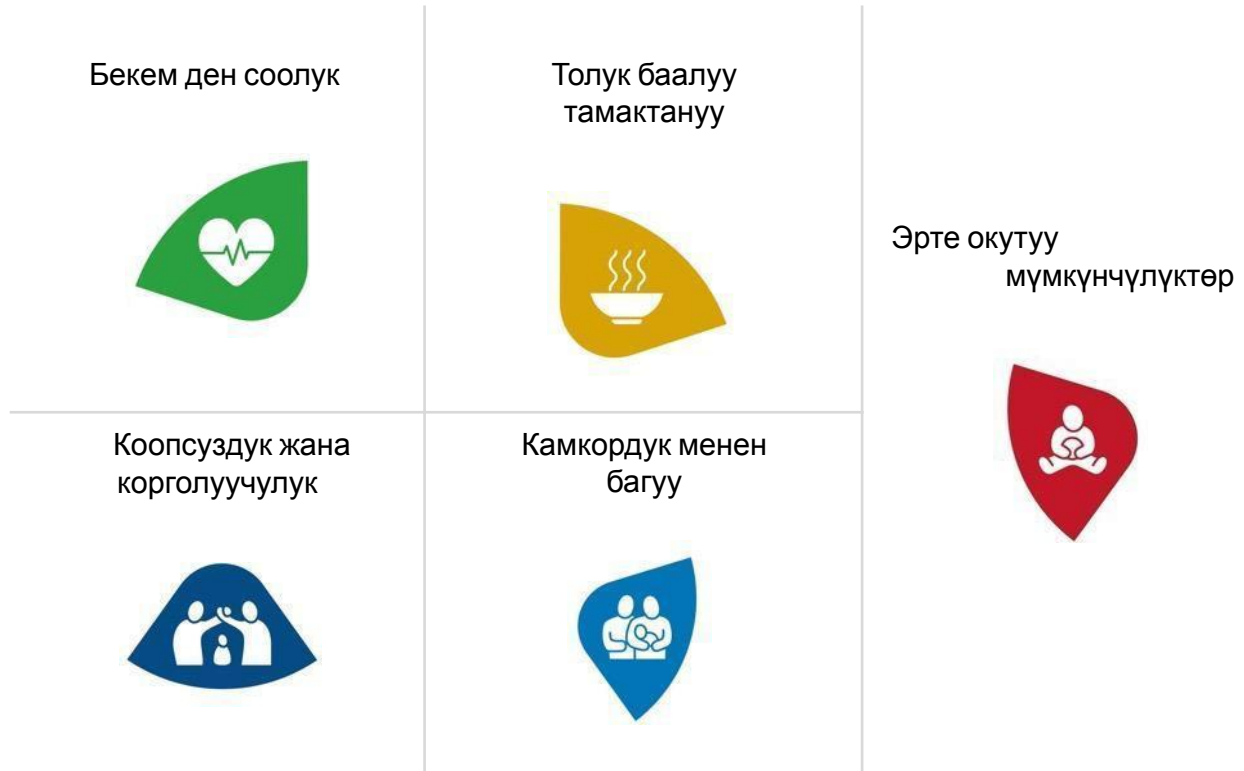 Бекем ден соолук
Толук баалуу
тамактануу
Эрте окутуу
мүмкүнчүлүктөр
Коопсуздук жана
корголуучулук
Камкордук менен
багуу